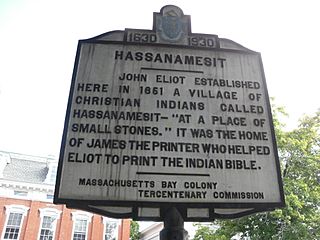 1630 1930
HASSANAMESIT
JOHN ELIOT ESTABLISHED
HERE IN 1661 A VILLAGE OF
CHRISTIAN INDIANS CALLED
HASSANAMESIT—"AT A PLACE OF
SMALL STONES." IT WAS THE HOME
OF JAMES THE PRINTER WHO HELPED
ELIOT TO PRINT THE INDIAN BIBLE.
MASSACHUSETTS BAY COLONY
TERCENTENARY COMMISSION